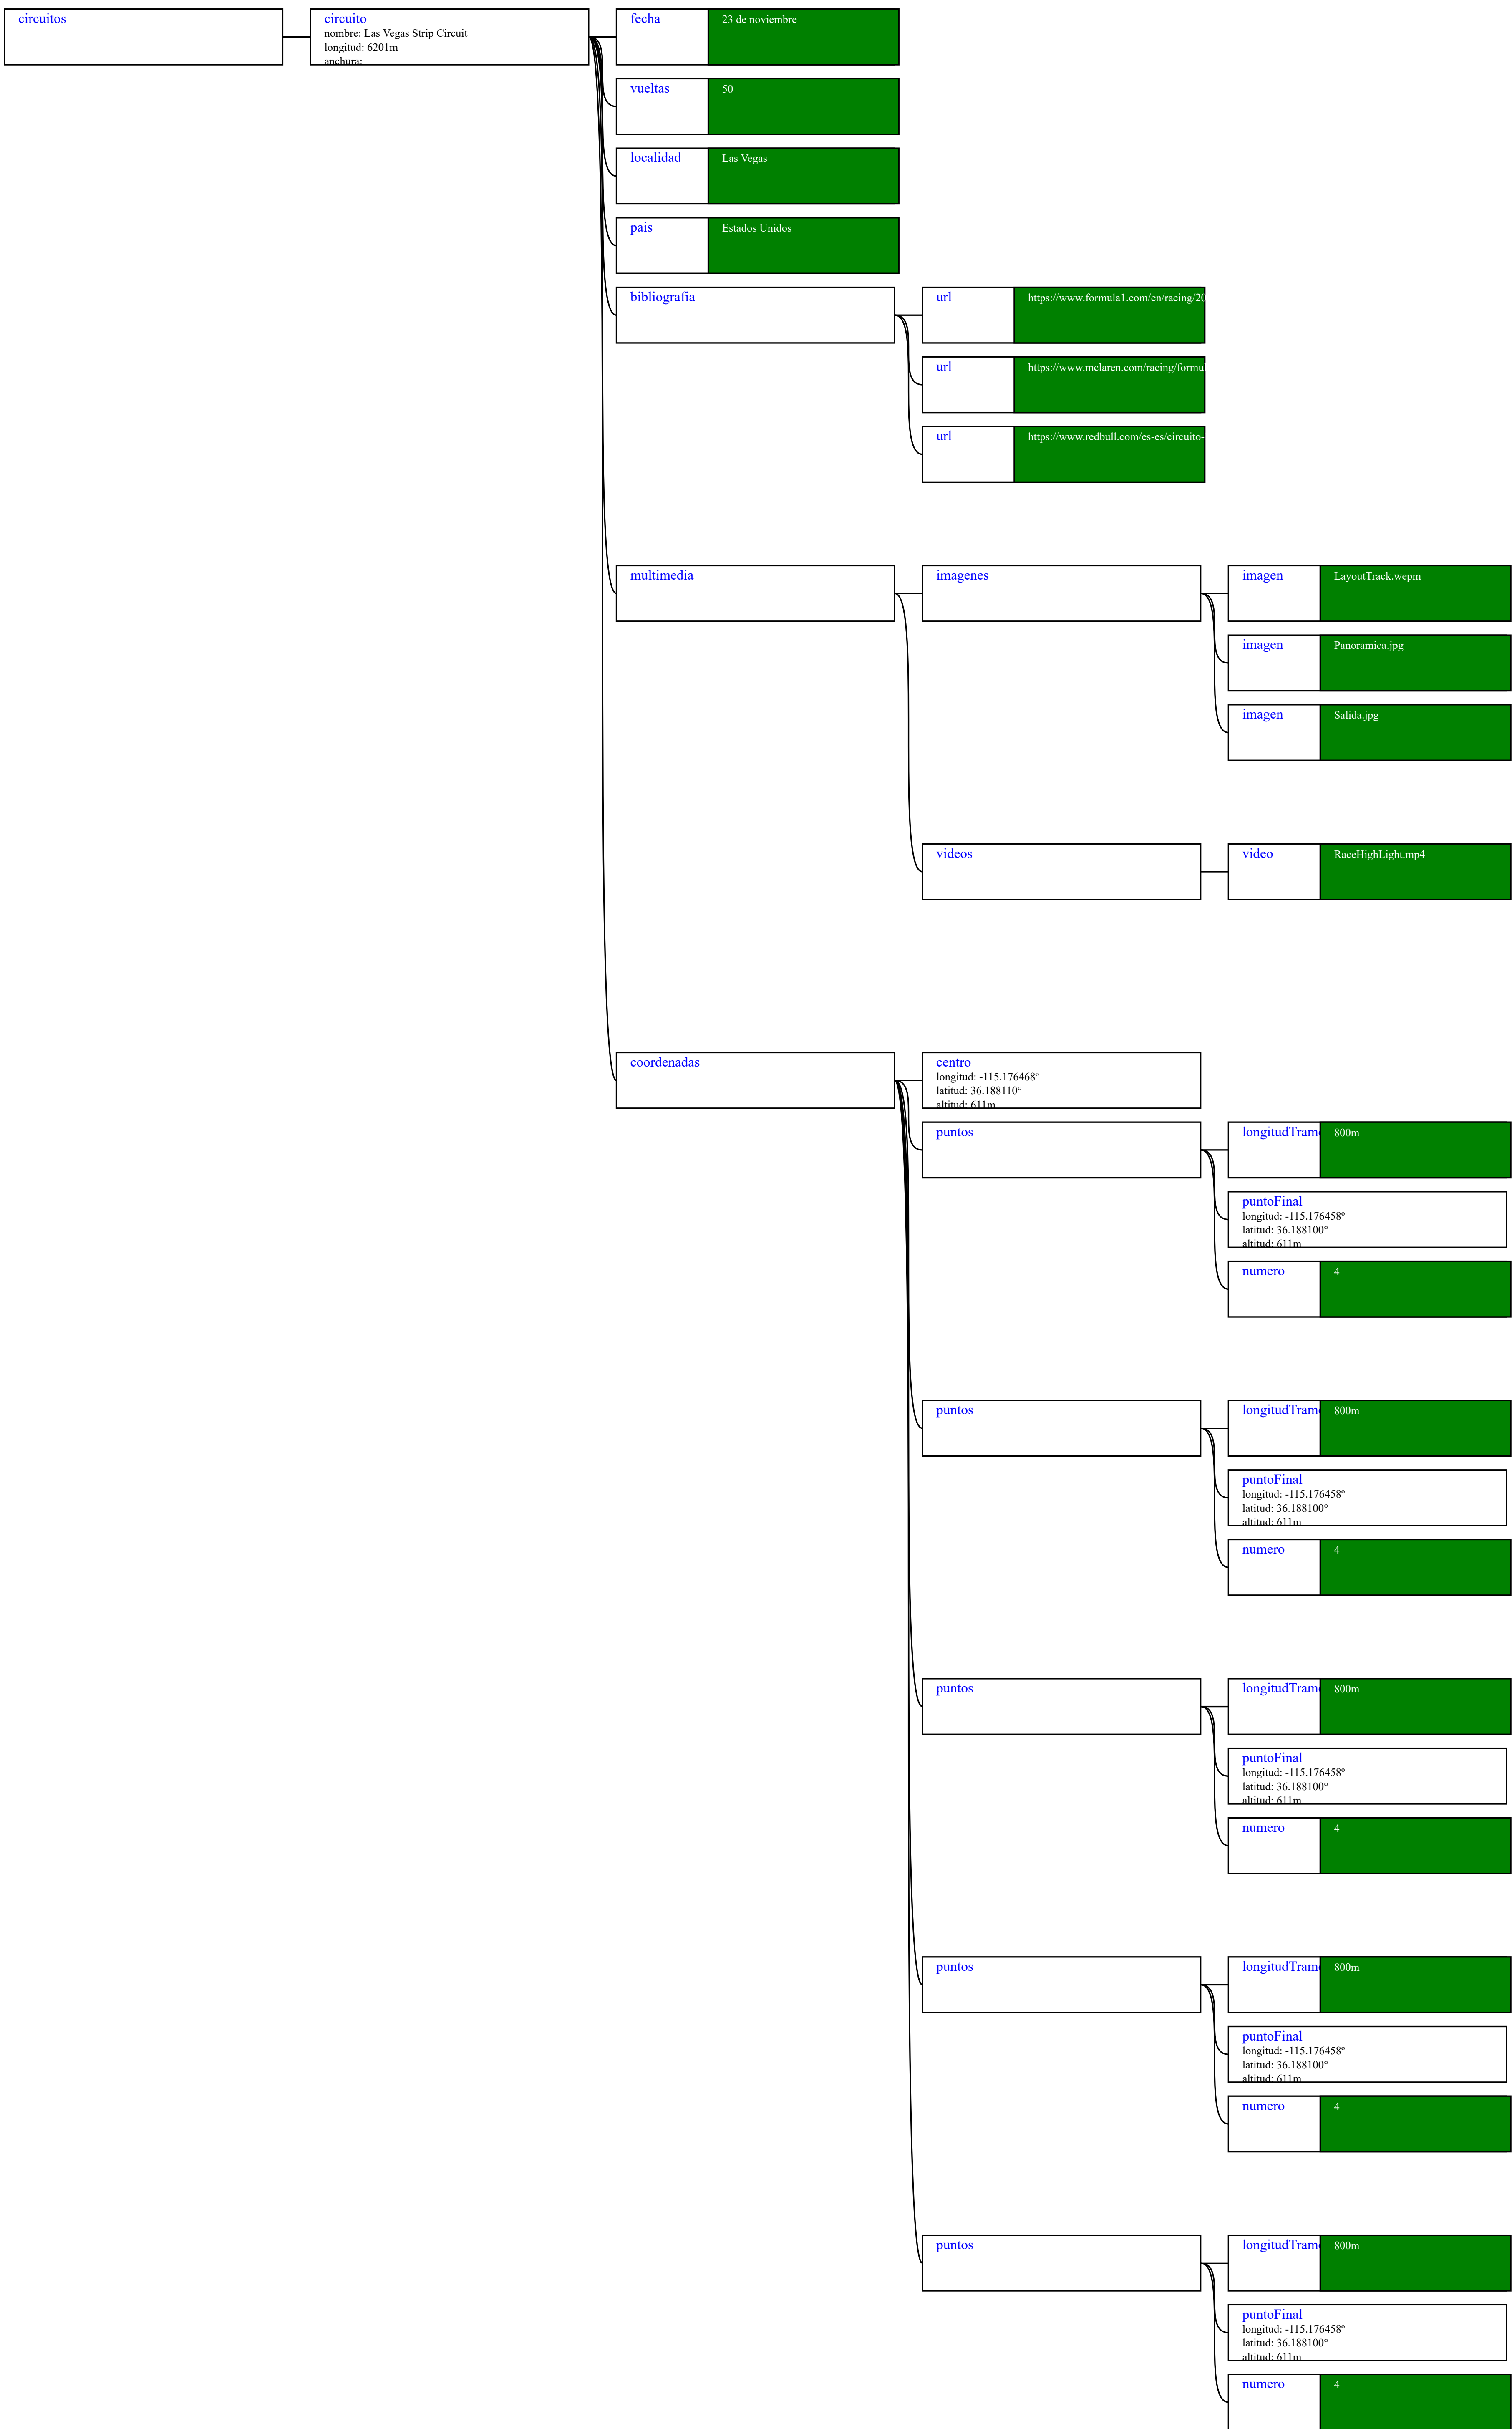 circuitos
circuito
nombre: Las Vegas Strip Circuit
longitud: 6201m
anchura:
fecha
23 de noviembre
vueltas
50
localidad
Las Vegas
pais
Estados Unidos
bibliografia
url
https://www.formula1.com/en/racing/20
url
https://www.mclaren.com/racing/formul
url
https://www.redbull.com/es-es/circuito-
multimedia
imagenes
imagen
LayoutTrack.wepm
imagen
Panoramica.jpg
imagen
Salida.jpg
videos
video
RaceHighLight.mp4
coordenadas
centro
longitud: -115.176468º
latitud: 36.188110°
altitud: 611m
puntos
longitudTramo
800m
puntoFinal
longitud: -115.176458º
latitud: 36.188100°
altitud: 611m
numero
4
puntos
longitudTramo
800m
puntoFinal
longitud: -115.176458º
latitud: 36.188100°
altitud: 611m
numero
4
puntos
longitudTramo
800m
puntoFinal
longitud: -115.176458º
latitud: 36.188100°
altitud: 611m
numero
4
puntos
longitudTramo
800m
puntoFinal
longitud: -115.176458º
latitud: 36.188100°
altitud: 611m
numero
4
puntos
longitudTramo
800m
puntoFinal
longitud: -115.176458º
latitud: 36.188100°
altitud: 611m
numero
4